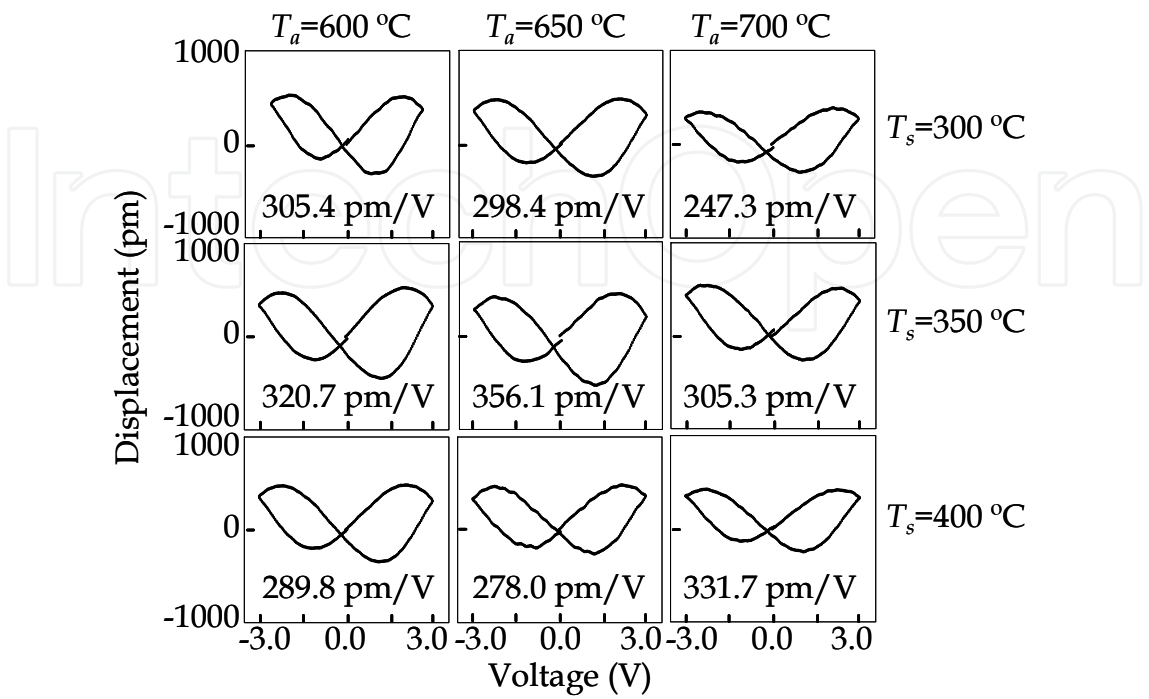 Tₐ=600 ºC Tₐ=650 ºC Tₐ=700 ºC
1000
0
-1000
305.4 pm/V 298.4 pm/V 247.3 pm/V
Tₛ=300 ºC
1000
0
-1000
320.7 pm/V 356.1 pm/V 305.3 pm/V
Tₛ=350 ºC
1000
0
-1000
289.8 pm/V 278.0 pm/V 331.7 pm/V
Tₛ=400 ºC
-3.0 0.0 3.0 -3.0 0.0 3.0 -3.0 0.0 3.0
Displacement (pm)
Voltage (V)
IntechOpen